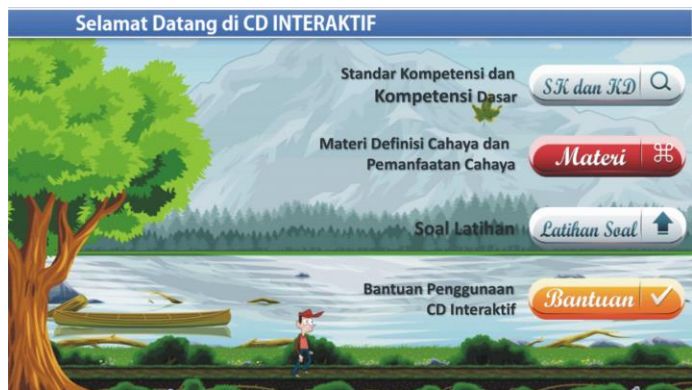 Selamat Datang di CD INTERAKTIF
Standar Kompetensi dan
Kompetensi Dasar
SK dan KD
Materi Definisi Cahaya dan
Pemanfaatan Cahaya
Materi
Soal Latihan
Latihan Soal
Bantuan Penggunaan
CD Interaktif
Bantuan